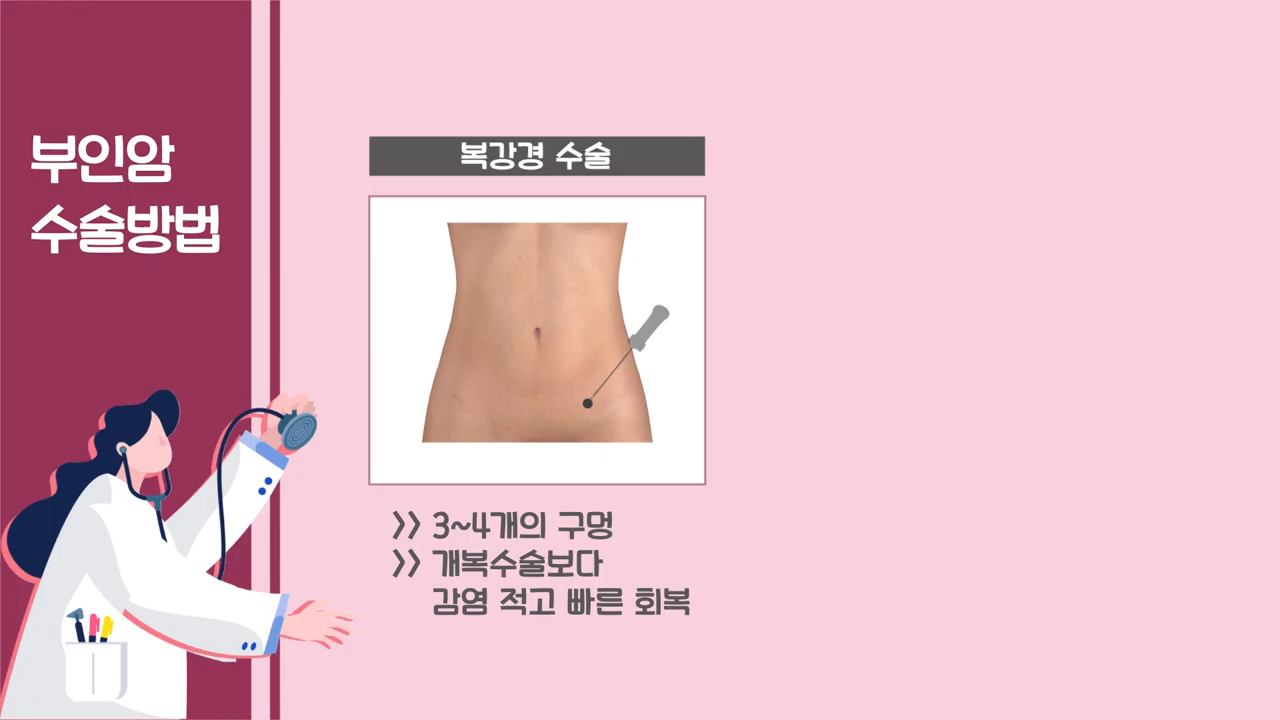 부인암
수술방법
복강경 수술
>> 3~4개의 구멍
>> 개복수술보다
감염 적고 빠른 회복